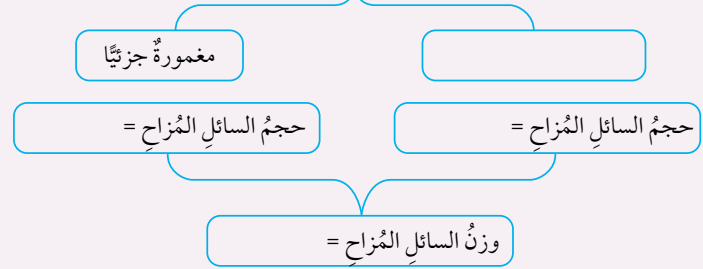 مغمورةٌ جزئيًّا
حجمُ السائلِ المُزاحِ =
حجمُ السائلِ المُزاحِ =
وزنُ السائلِ المُزاحِ =